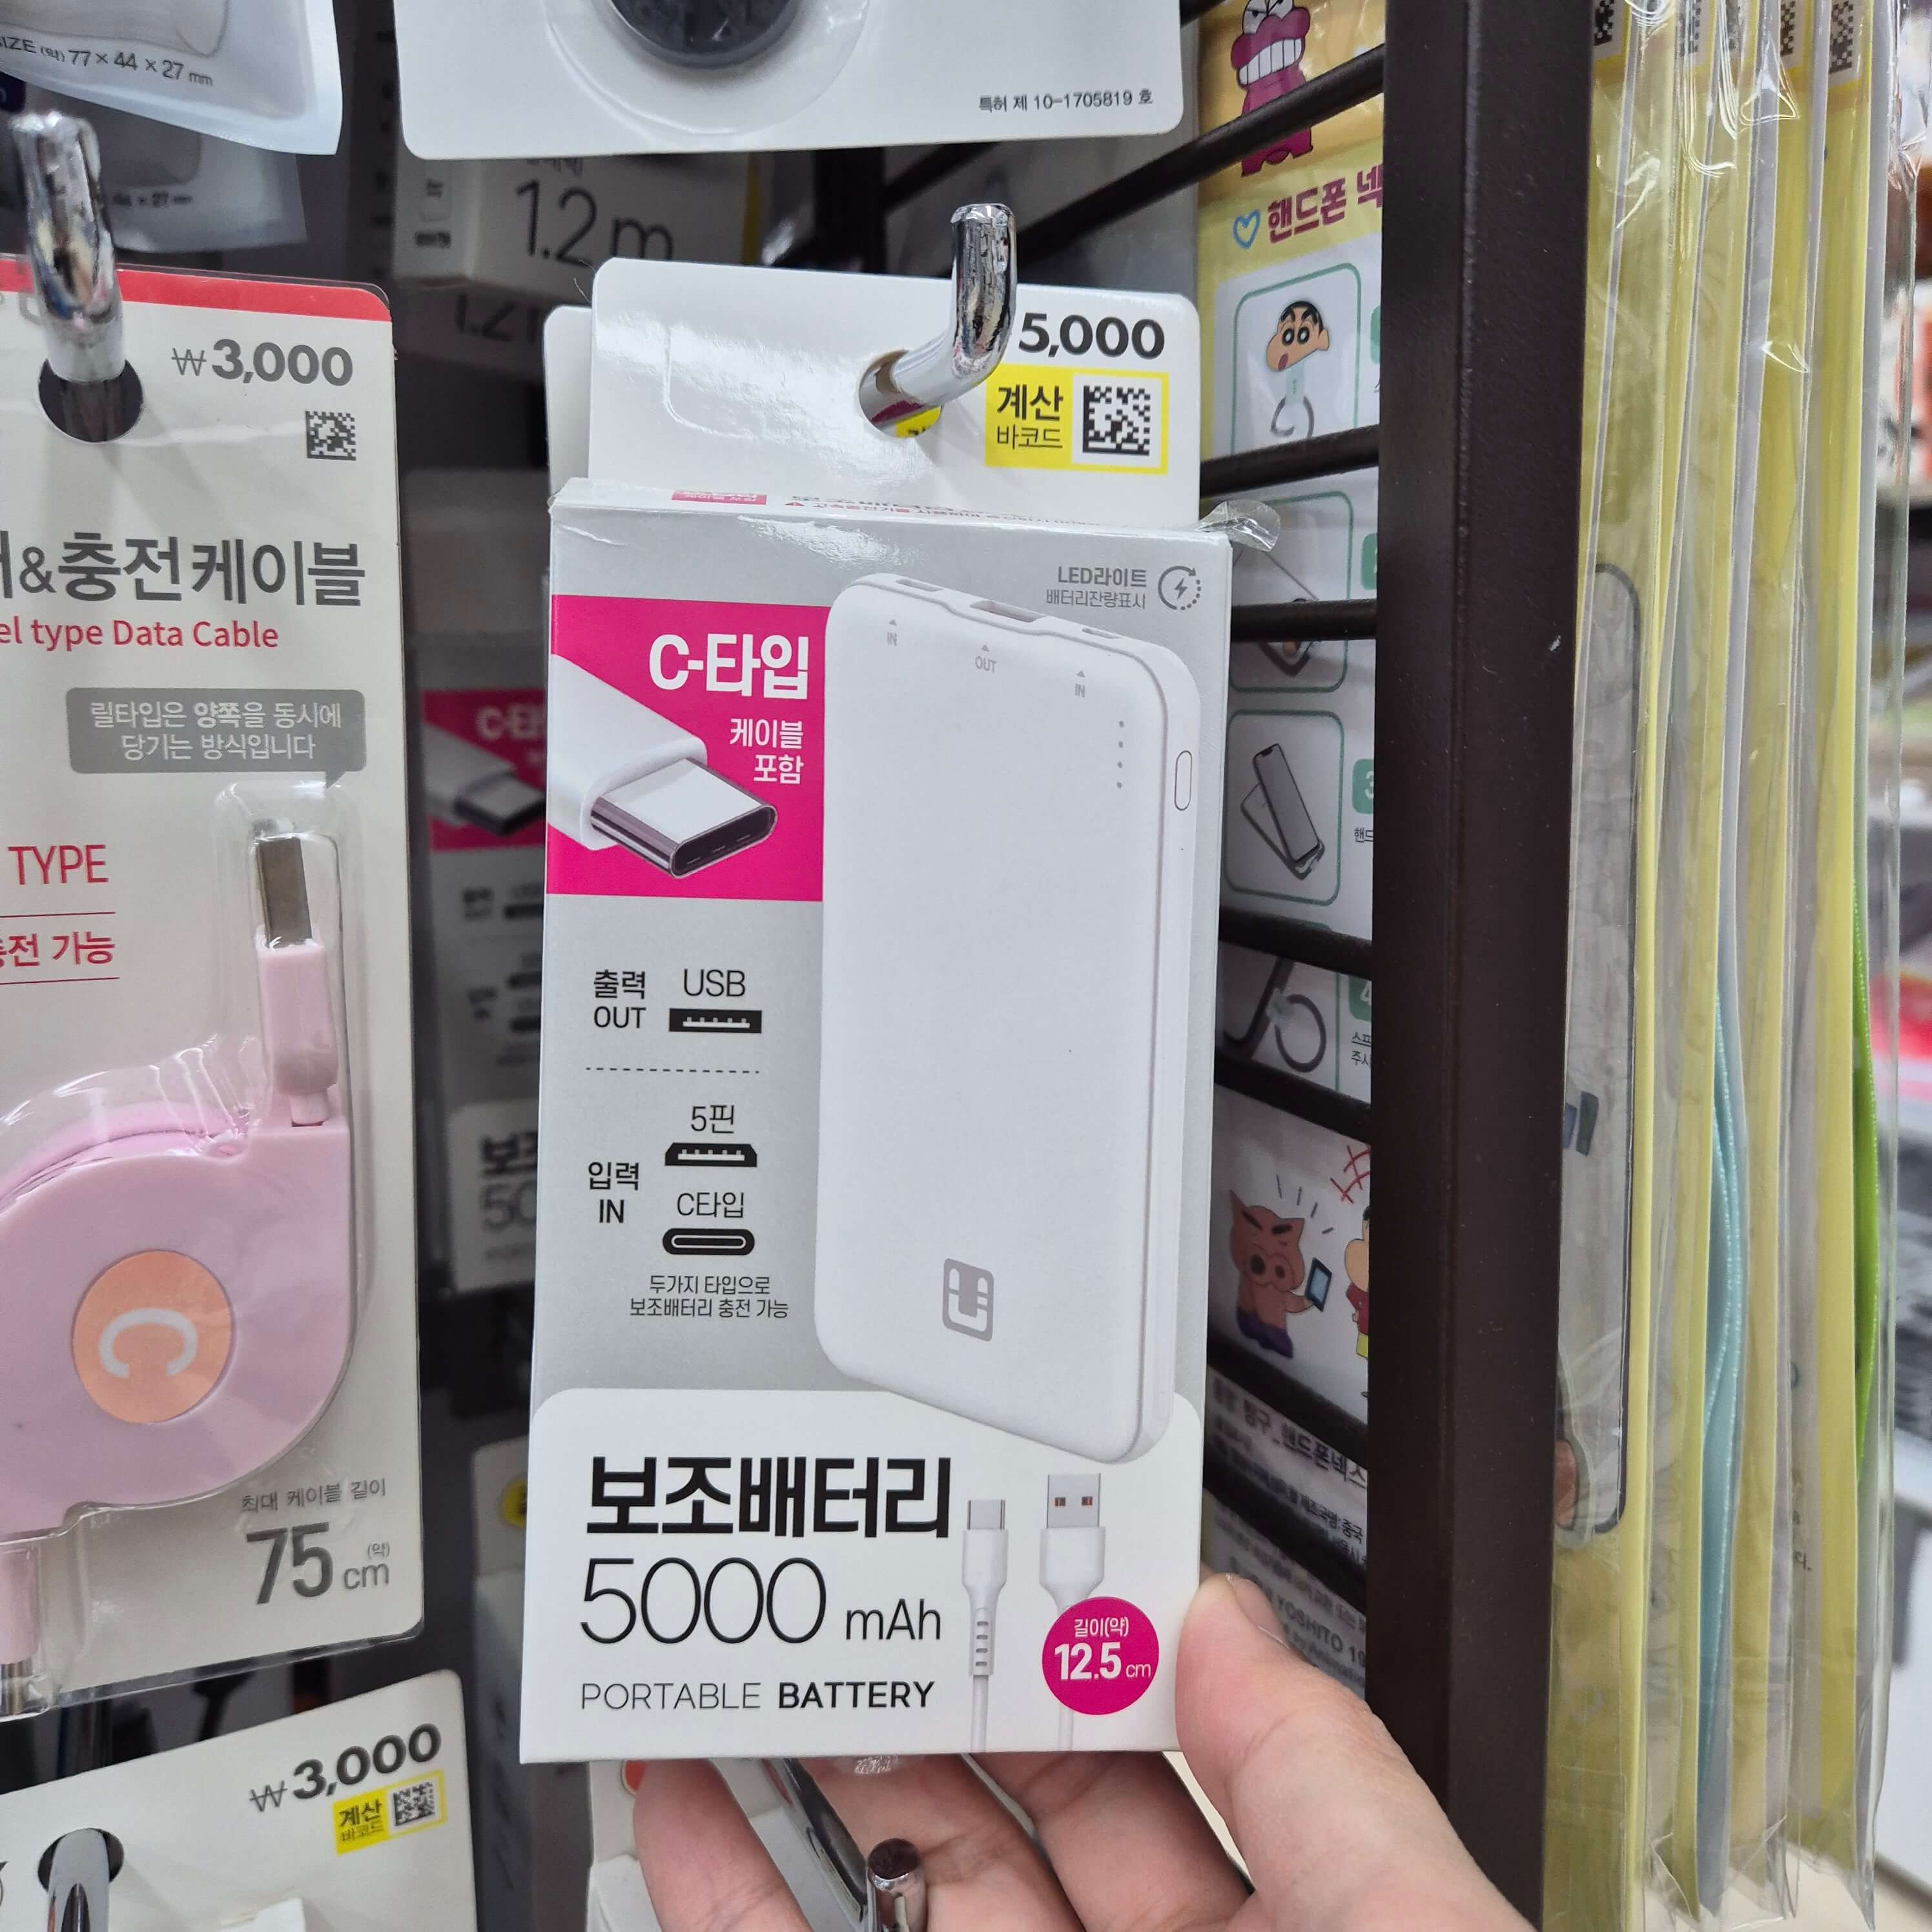 SIZE (약) 77 × 44 × 27 mm
특허 제 10-1705819 호
1.2 m
₩3,000
&충전케이블
type Data Cable
릴타입은 양쪽을 동시에
당기는 방식입니다
TYPE
가능
C
최대 케이블 길이
75 (약) cm
₩3,000
계산
바코드
5,000
계산
바코드
LED라이트
배터리잔량표시
C-타입
케이블
포함
IN
OUT
IN
출력
OUT
USB
5핀
입력
IN
C타입
두가지 타입으로
보조배터리 충전 가능
보조배터리
5000 mAh
PORTABLE BATTERY
길이(약)
12.5 cm
핸드폰